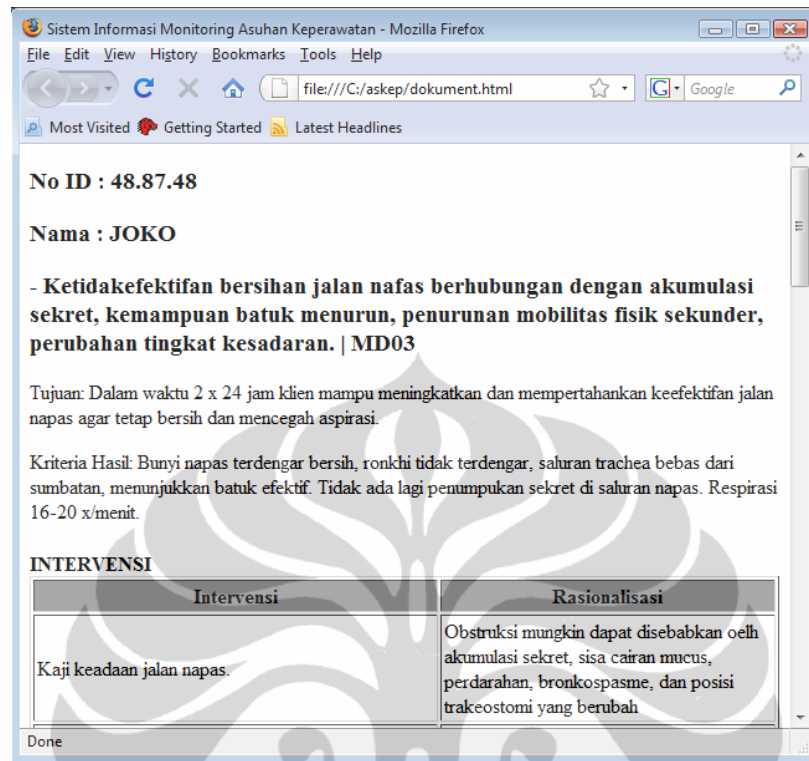 Sistem Informasi Monitoring Asuhan Keperawatan - Mozilla Firefox
File Edit View History Bookmarks Tools Help
file:///C:/askep/dokument.html
G Google
Most Visited Getting Started Latest Headlines
No ID : 48.87.48
Nama : JOKO
- Ketidakefektifan bersihan jalan nafas berhubungan dengan akumulasi
sekret, kemampuan batuk menurun, penurunan mobilitas fisik sekunder,
perubahan tingkat kesadaran. | MD03
Tujuan: Dalam waktu 2 x 24 jam klien mampu meningkatkan dan mempertahankan keefektifan jalan
napas agar tetap bersih dan mencegah aspirasi.
Kriteria Hasil: Bunyi napas terdengar bersih, ronkhi tidak terdengar, saluran trachea bebas dari
sumbatan, menunjukkan batuk efektif. Tidak ada lagi penumpukan sekret di saluran napas. Respirasi
16-20 x/menit.
INTERVENSI
Intervensi Rasionalisasi
Kaji keadaan jalan napas.
Obstruksi mungkin dapat disebabkan oelh
akumulasi sekret, sisa cairan mucus,
perdarahan, bronkospasme, dan posisi
trakeostomi yang berubah
Done